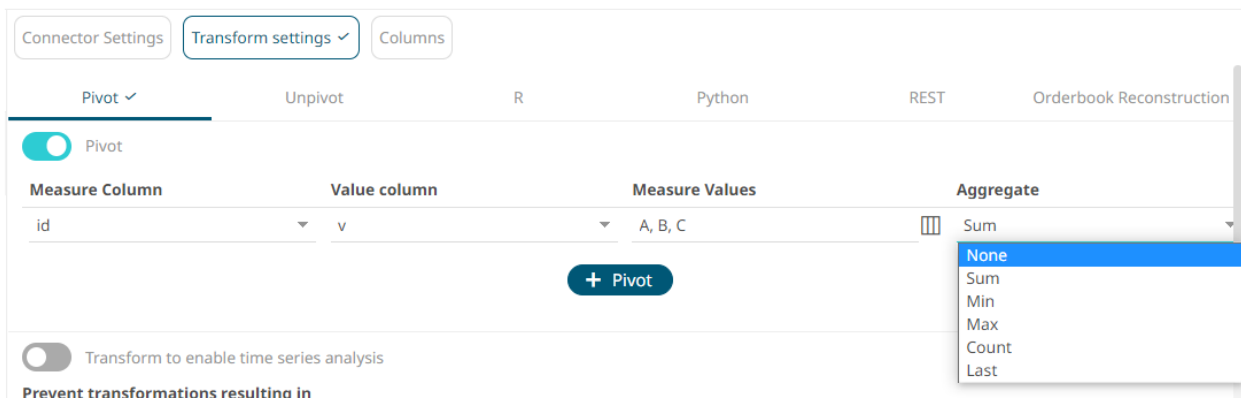 Connector Settings Transform settings Columns
Pivot Unpivot R Python REST Orderbook Reconstruction
Pivot
Measure Column Value column Measure Values Aggregate
id v A, B, C Sum
None
+ Pivot
Sum
Min
Max
Transform to enable time series analysis
Count
Last
Prevent transformations resulting in